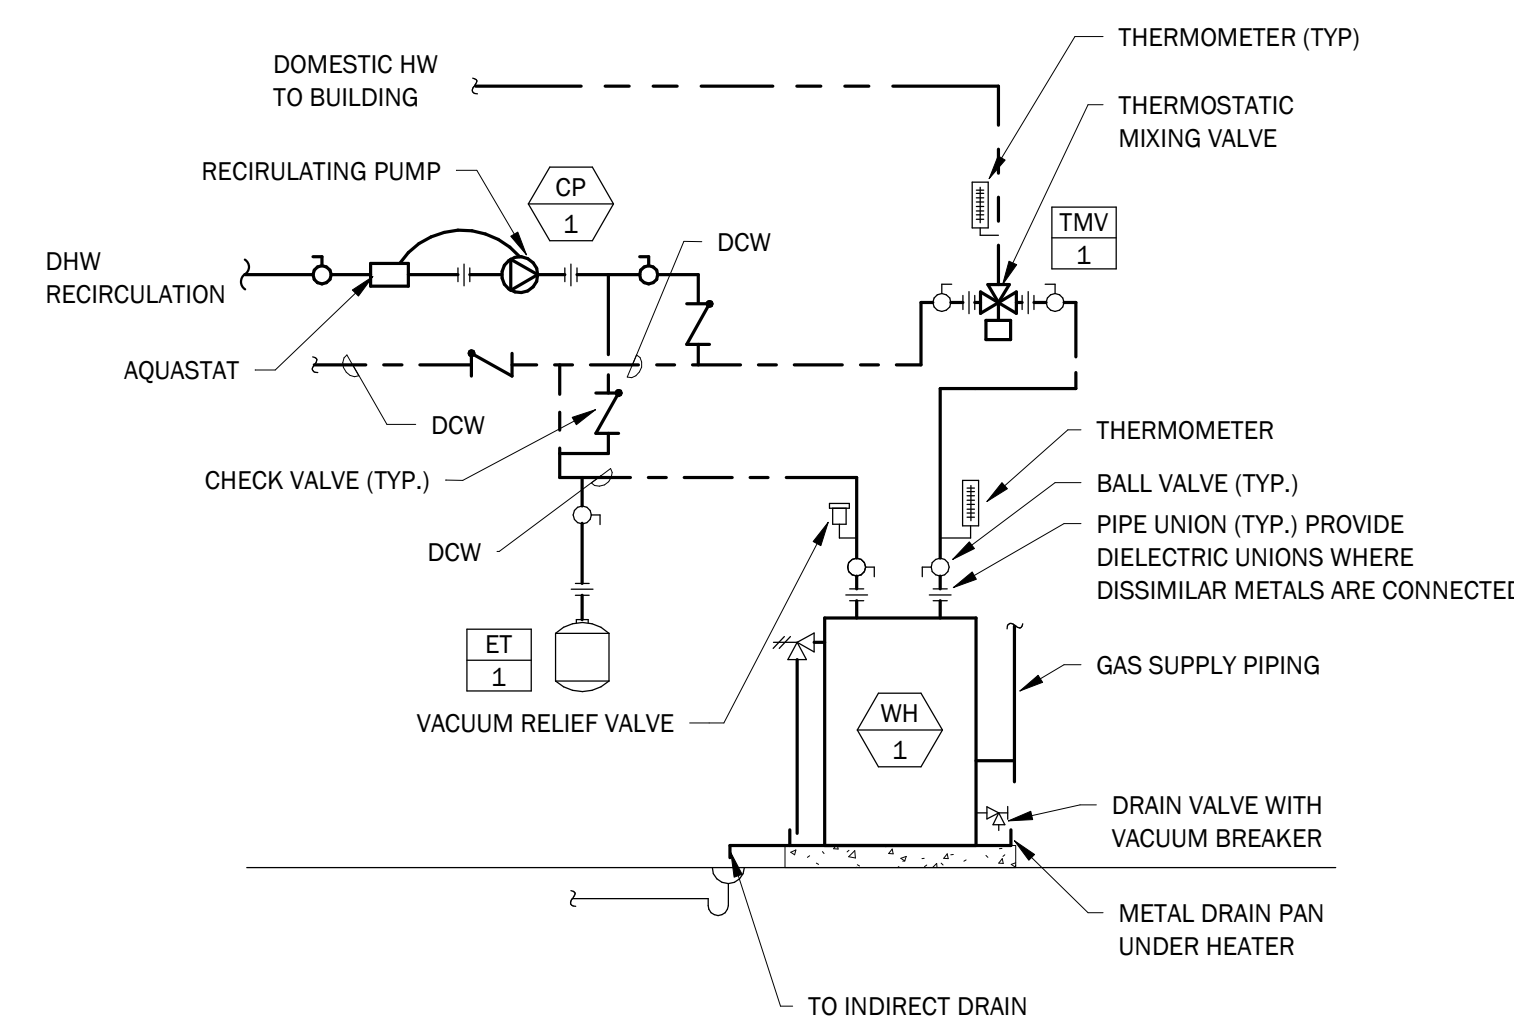 THERMOMETER (TYP)
DOMESTIC HW
TO BUILDING
THERMOSTATIC
MIXING VALVE
RECIRULATING PUMP
CP
1
TMV
1
DCW
DHW
RECIRCULATION
AQUASTAT
DCW
THERMOMETER
CHECK VALVE (TYP.)
BALL VALVE (TYP.)
PIPE UNION (TYP.) PROVIDE
DIELECTRIC UNIONS WHERE
DISSIMILAR METALS ARE CONNECTED
DCW
ET
1
GAS SUPPLY PIPING
VACUUM RELIEF VALVE
WH
1
DRAIN VALVE WITH
VACUUM BREAKER
METAL DRAIN PAN
UNDER HEATER
TO INDIRECT DRAIN